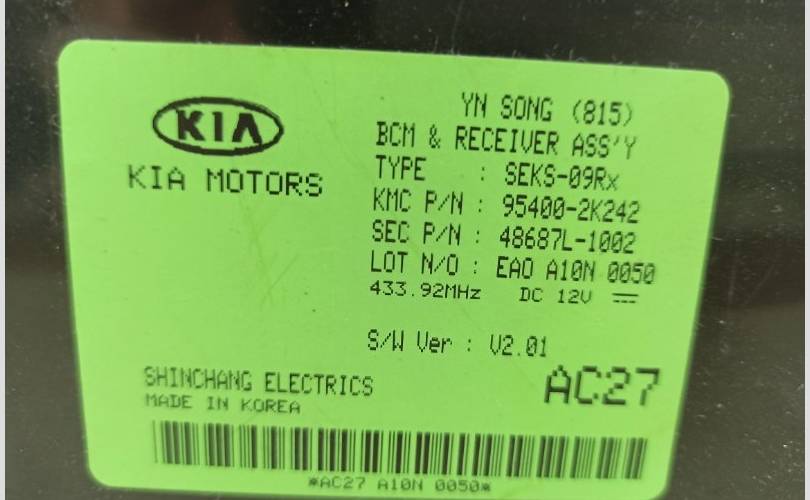 KIA
KIA MOTORS
YN SONG (815)
BCM & RECEIVER ASS'Y
TYPE : SEKS-09Rx
KMC P/N : 95400-2K242
SEC P/N : 48687L-1002
LOT N/O : EAO A10N 0050
433.92MHz DC 12V
S/W Ver : V2.01
SHINCHANG ELECTRICS
MADE IN KOREA
AC27
*AC27 A10N 0050*